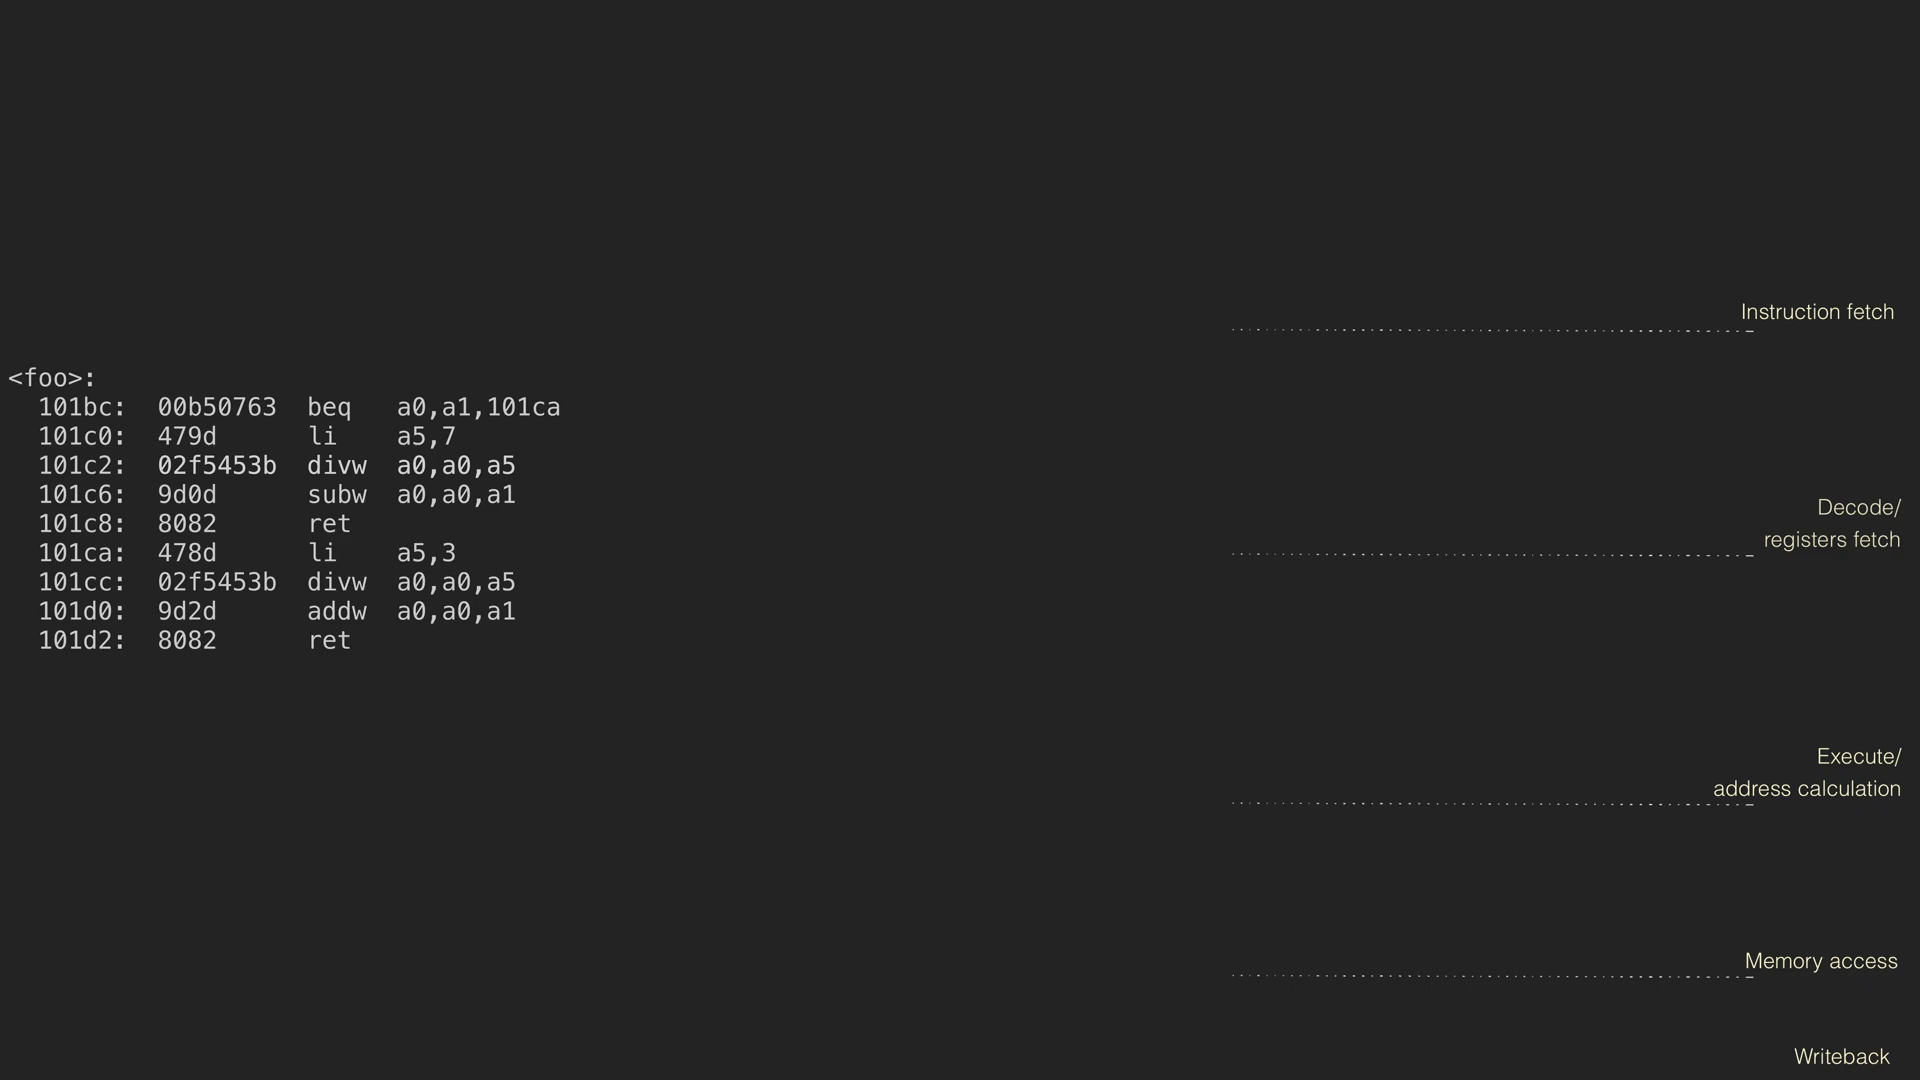 Instruction fetch
<foo>:
101bc: 00b50763 beq a0,a1,101ca
101c0: 479d li a5,7
101c2: 02f5453b divw a0,a0,a5
101c6: 9d0d subw a0,a0,a1
101c8: 8082 ret
101ca: 478d li a5,3
101cc: 02f5453b divw a0,a0,a5
101d0: 9d2d addw a0,a0,a1
101d2: 8082 ret
Decode/
registers fetch
Execute/
address calculation
Memory access
Writeback